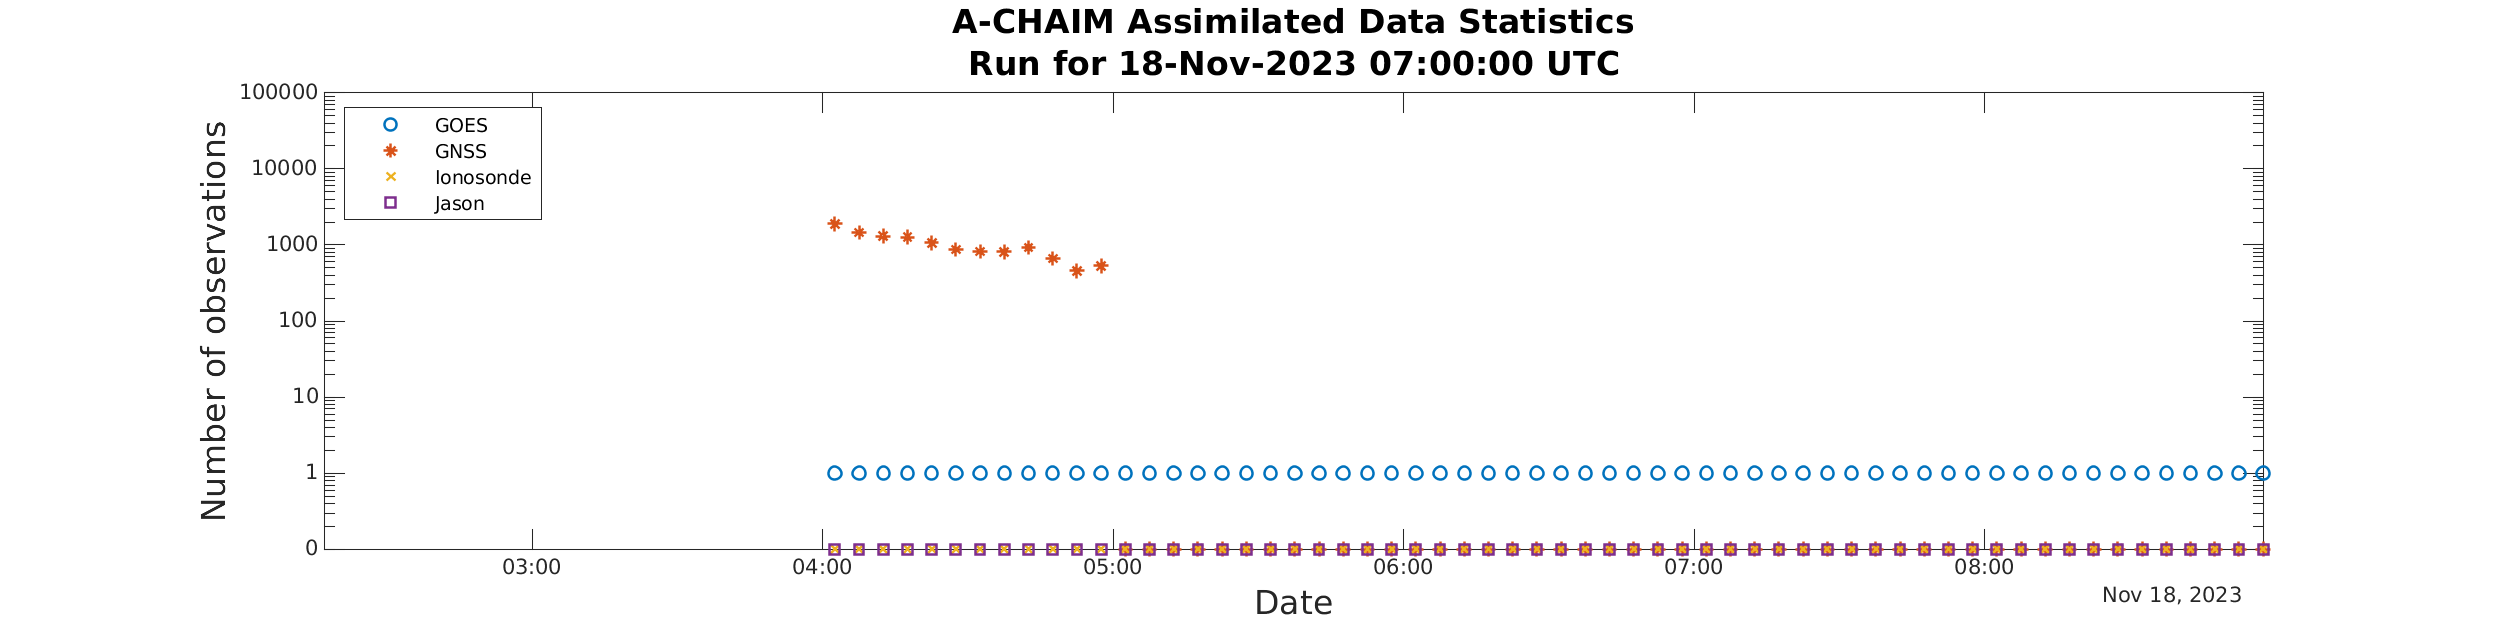 A-CHAIM Assimilated Data Statistics
Run for 18-Nov-2023 07:00:00 UTC
Number of observations
100000
10000
1000
100
10
1
0
GOES
GNSS
Ionosonde
Jason
03:00 04:00 05:00 06:00 07:00 08:00
Date
Nov 18, 2023